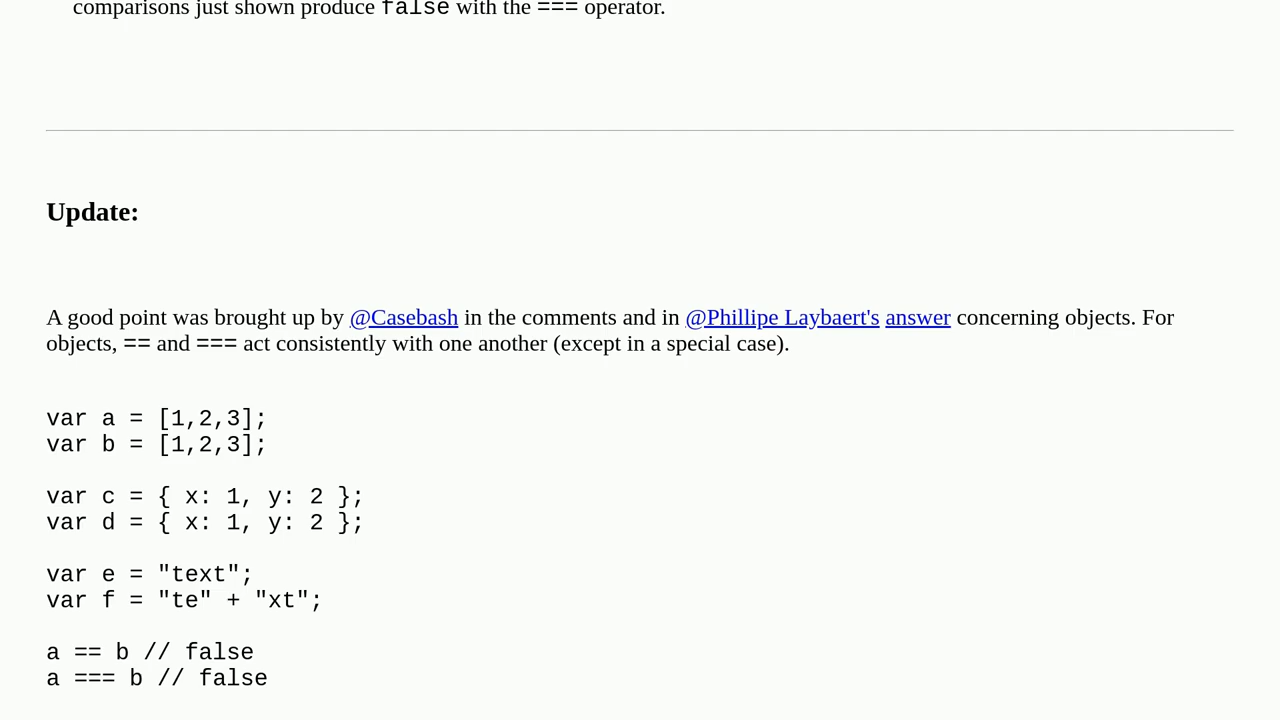 comparisons just shown produce false with the === operator.
Update:
A good point was brought up by @Casebash in the comments and in @Phillipe Laybaert's answer concerning objects. For
objects, == and === act consistently with one another (except in a special case).
var a = [1,2,3];
var b = [1,2,3];
var c = { x: 1, y: 2 };
var d = { x: 1, y: 2 };
var e = "text";
var f = "te" + "xt";
a == b // false
a === b // false